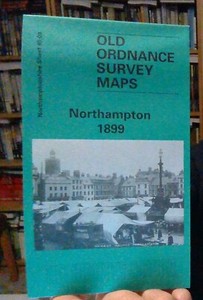 OLD
ORDNANCE
SURVEY
MAPS
Northampton
1899